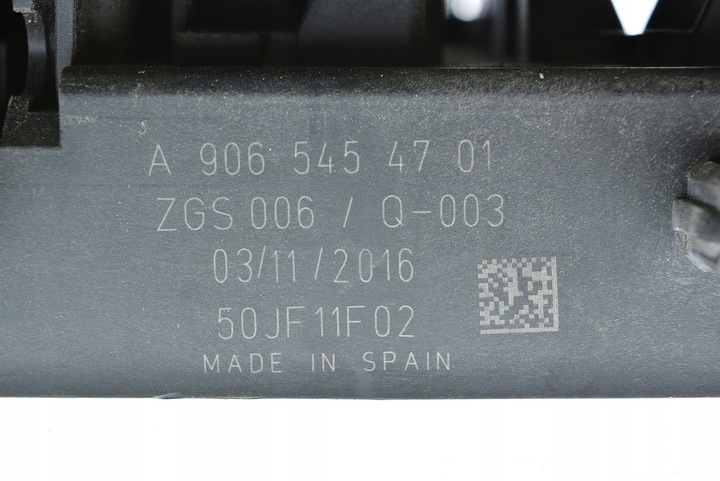 A 906 545 47 01
ZGS 006 / Q-003
03/11/2016
50JF11F02
MADE IN SPAIN